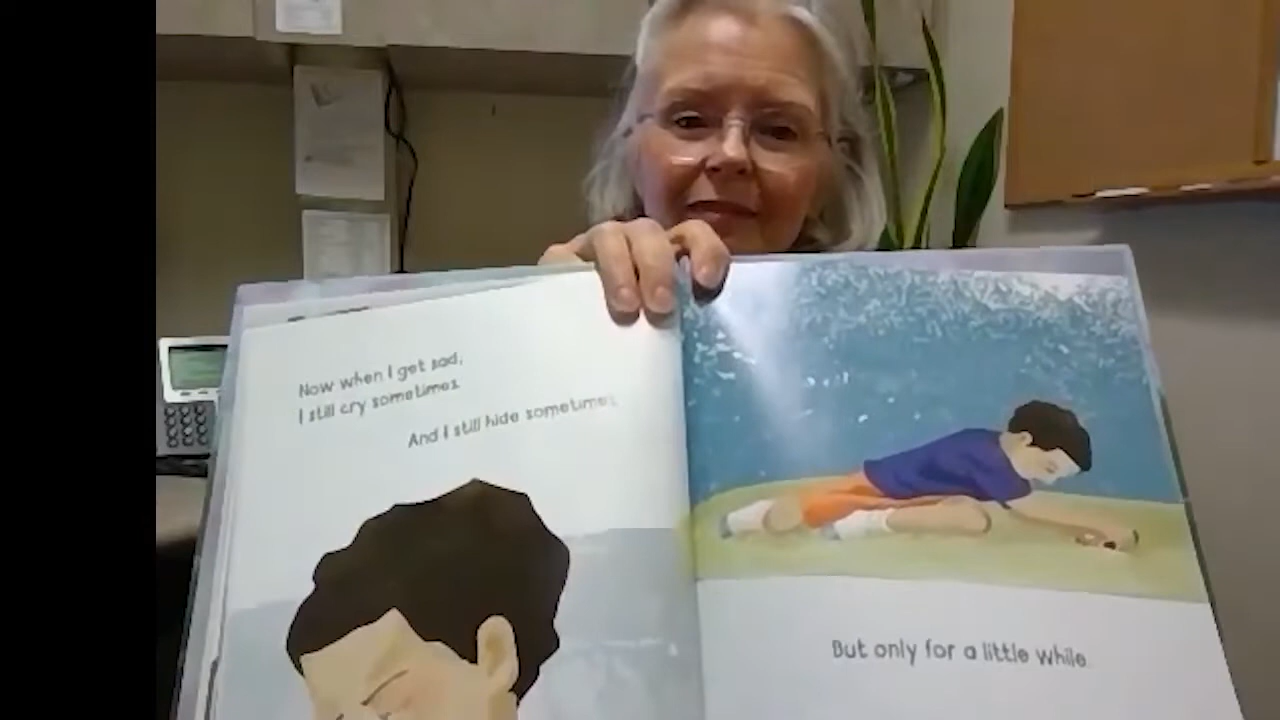 Now when I get sad,
I still cry sometimes.
And I still hide sometimes.
But only for a little while.